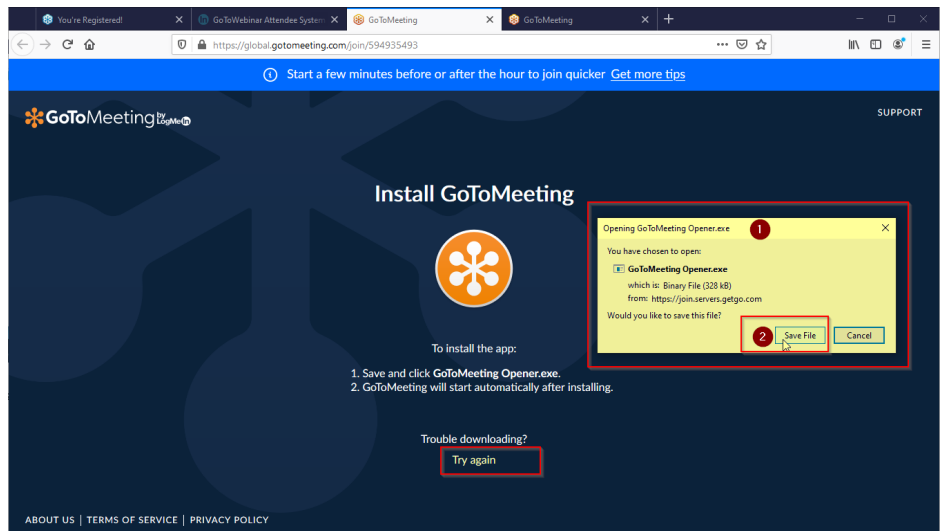 You're Registered!
GoToWebinar Attendee System
GoToMeeting
GoToMeeting
https://global.gotomeeting.com/join/594935493
Start a few minutes before or after the hour to join quicker Get more tips
GoToMeeting by LogMeIn
SUPPORT
Install GoToMeeting
Opening GoToMeeting Opener.exe
1
You have chosen to open:
GoToMeeting Opener.exe
which is: Binary File (328 kB)
from: https://join.servers.getgo.com
Would you like to save this file?
2
Save File
Cancel
To install the app:
1. Save and click GoToMeeting Opener.exe.
2. GoToMeeting will start automatically after installing.
Trouble downloading?
Try again
ABOUT US | TERMS OF SERVICE | PRIVACY POLICY